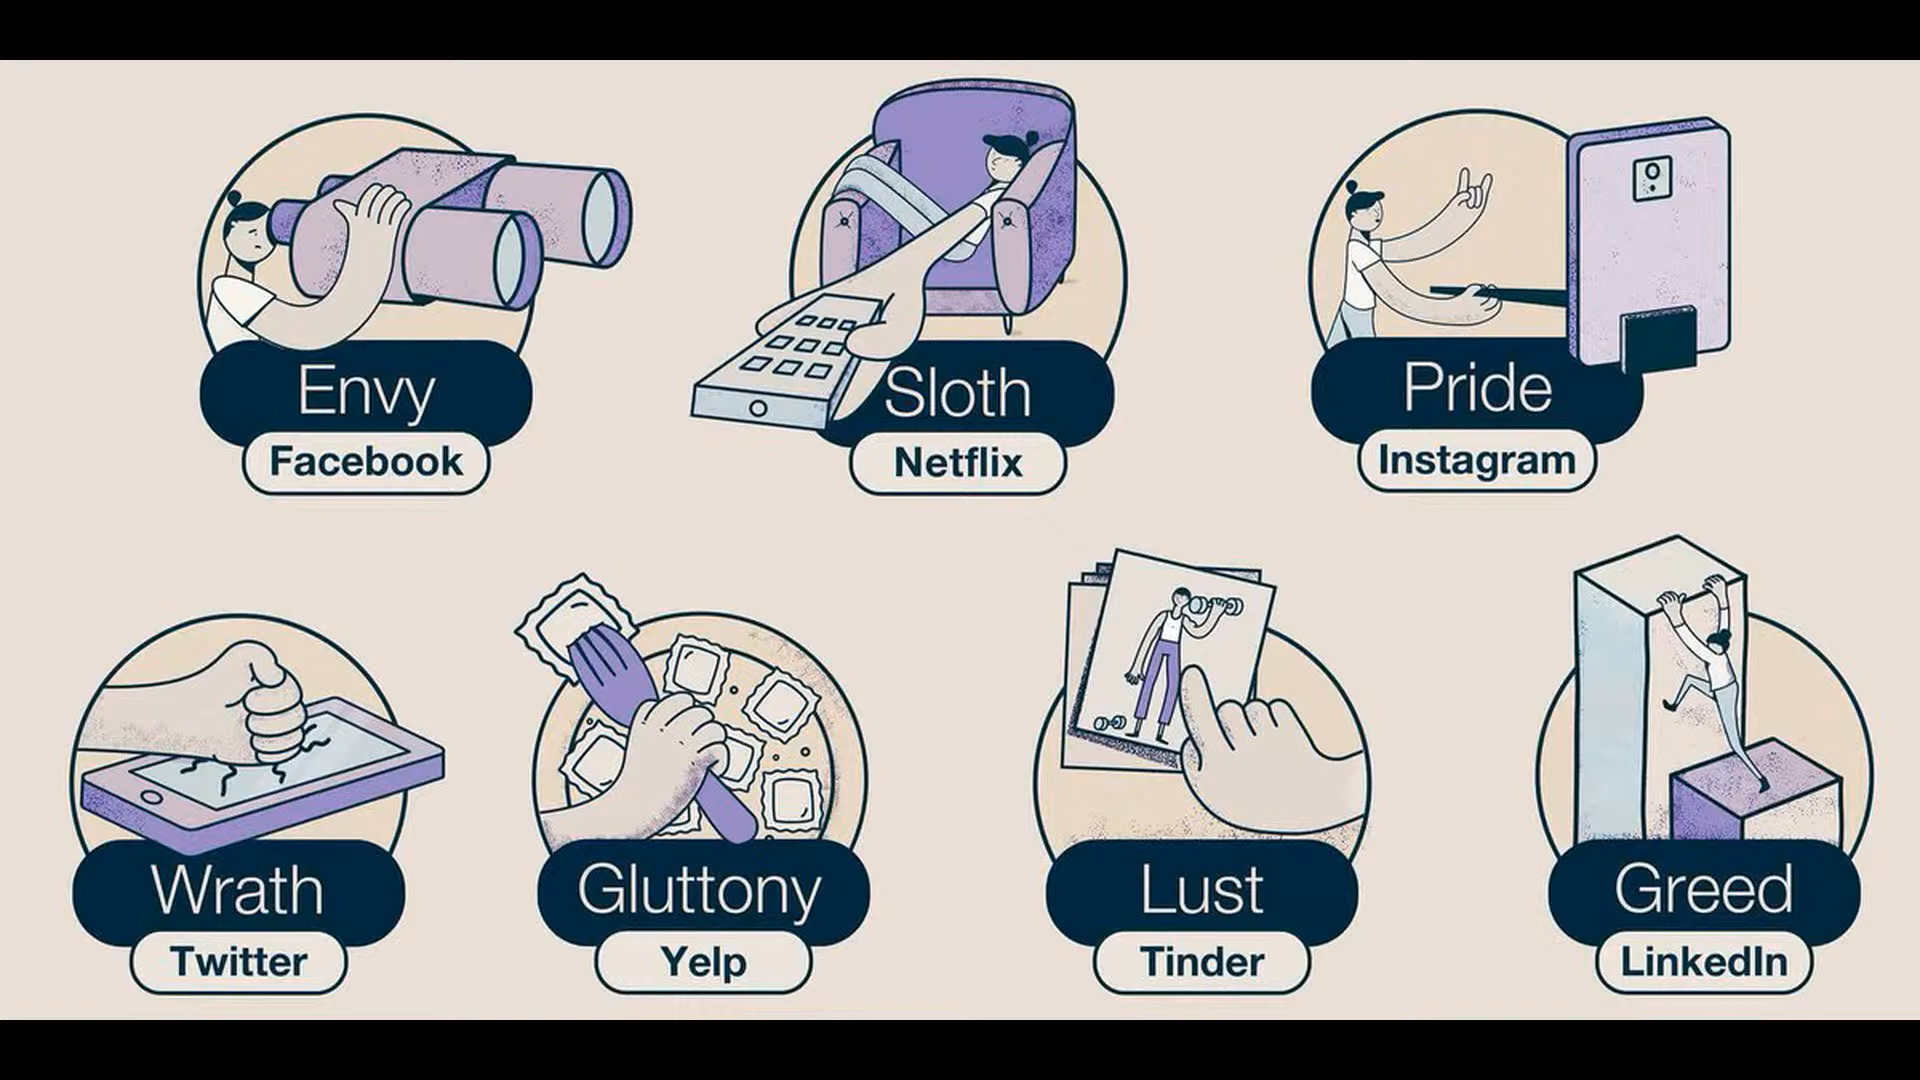 Envy
Facebook
Sloth
Netflix
Pride
Instagram
Wrath
Twitter
Gluttony
Yelp
Lust
Tinder
Greed
LinkedIn